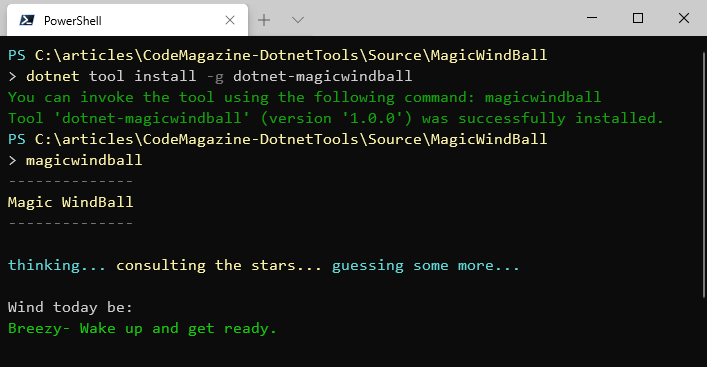 PowerShell
PS C:\articles\CodeMagazine-DotnetTools\Source\MagicWindBall
> dotnet tool install -g dotnet-magicwindball
You can invoke the tool using the following command: magicwindball
Tool 'dotnet-magicwindball' (version '1.0.0') was successfully installed.
PS C:\articles\CodeMagazine-DotnetTools\Source\MagicWindBall
> magicwindball
--------------
Magic WindBall
--------------
thinking... consulting the stars... guessing some more...
Wind today be:
Breezy- Wake up and get ready.